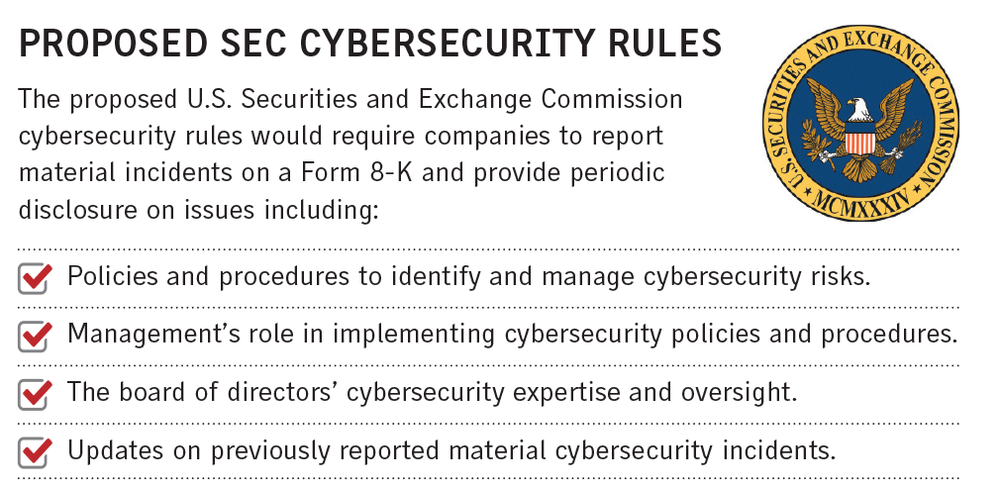 PROPOSED SEC CYBERSECURITY RULES
The proposed U.S. Securities and Exchange Commission
cybersecurity rules would require companies to report
material incidents on a Form 8-K and provide periodic
disclosure on issues including:
U.S. SECURITIES AND EXCHANGE COMMISSION
MCMXXXIV
Policies and procedures to identify and manage cybersecurity risks.
Management’s role in implementing cybersecurity policies and procedures.
The board of directors’ cybersecurity expertise and oversight.
Updates on previously reported material cybersecurity incidents.